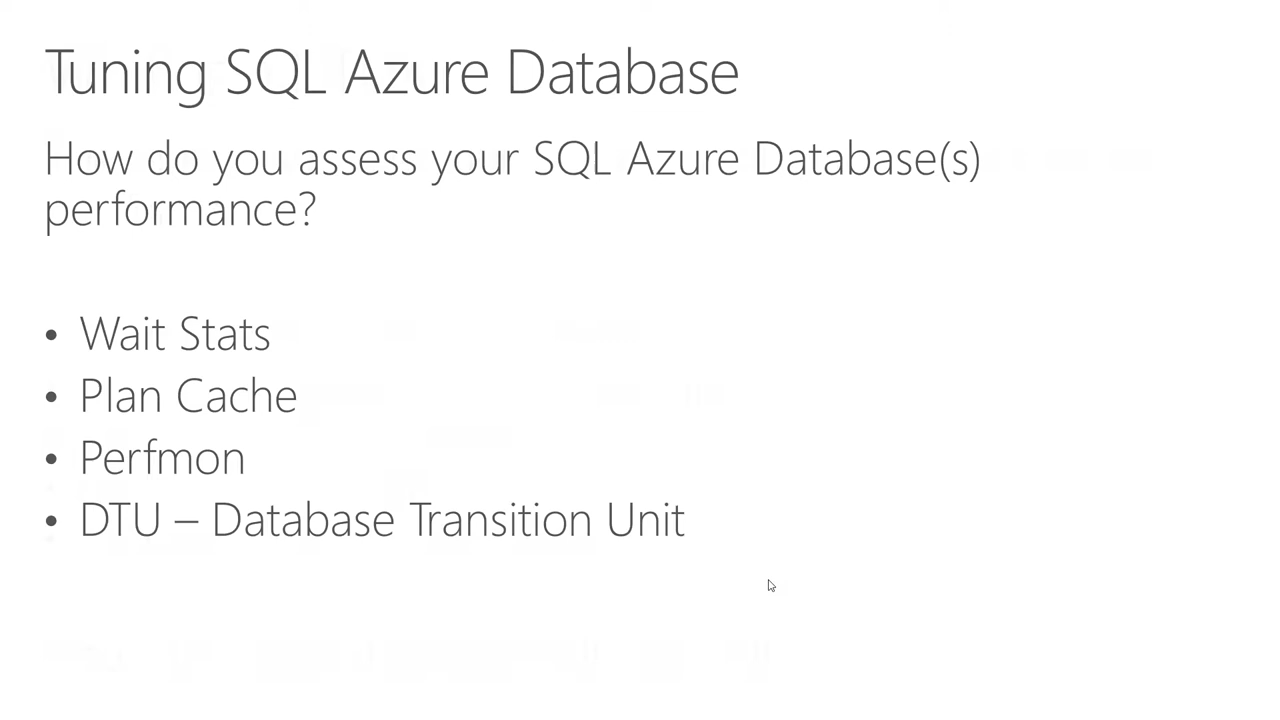 Tuning SQL Azure Database
How do you assess your SQL Azure Database(s)
performance?
• Wait Stats
• Plan Cache
• Perfmon
• DTU – Database Transition Unit